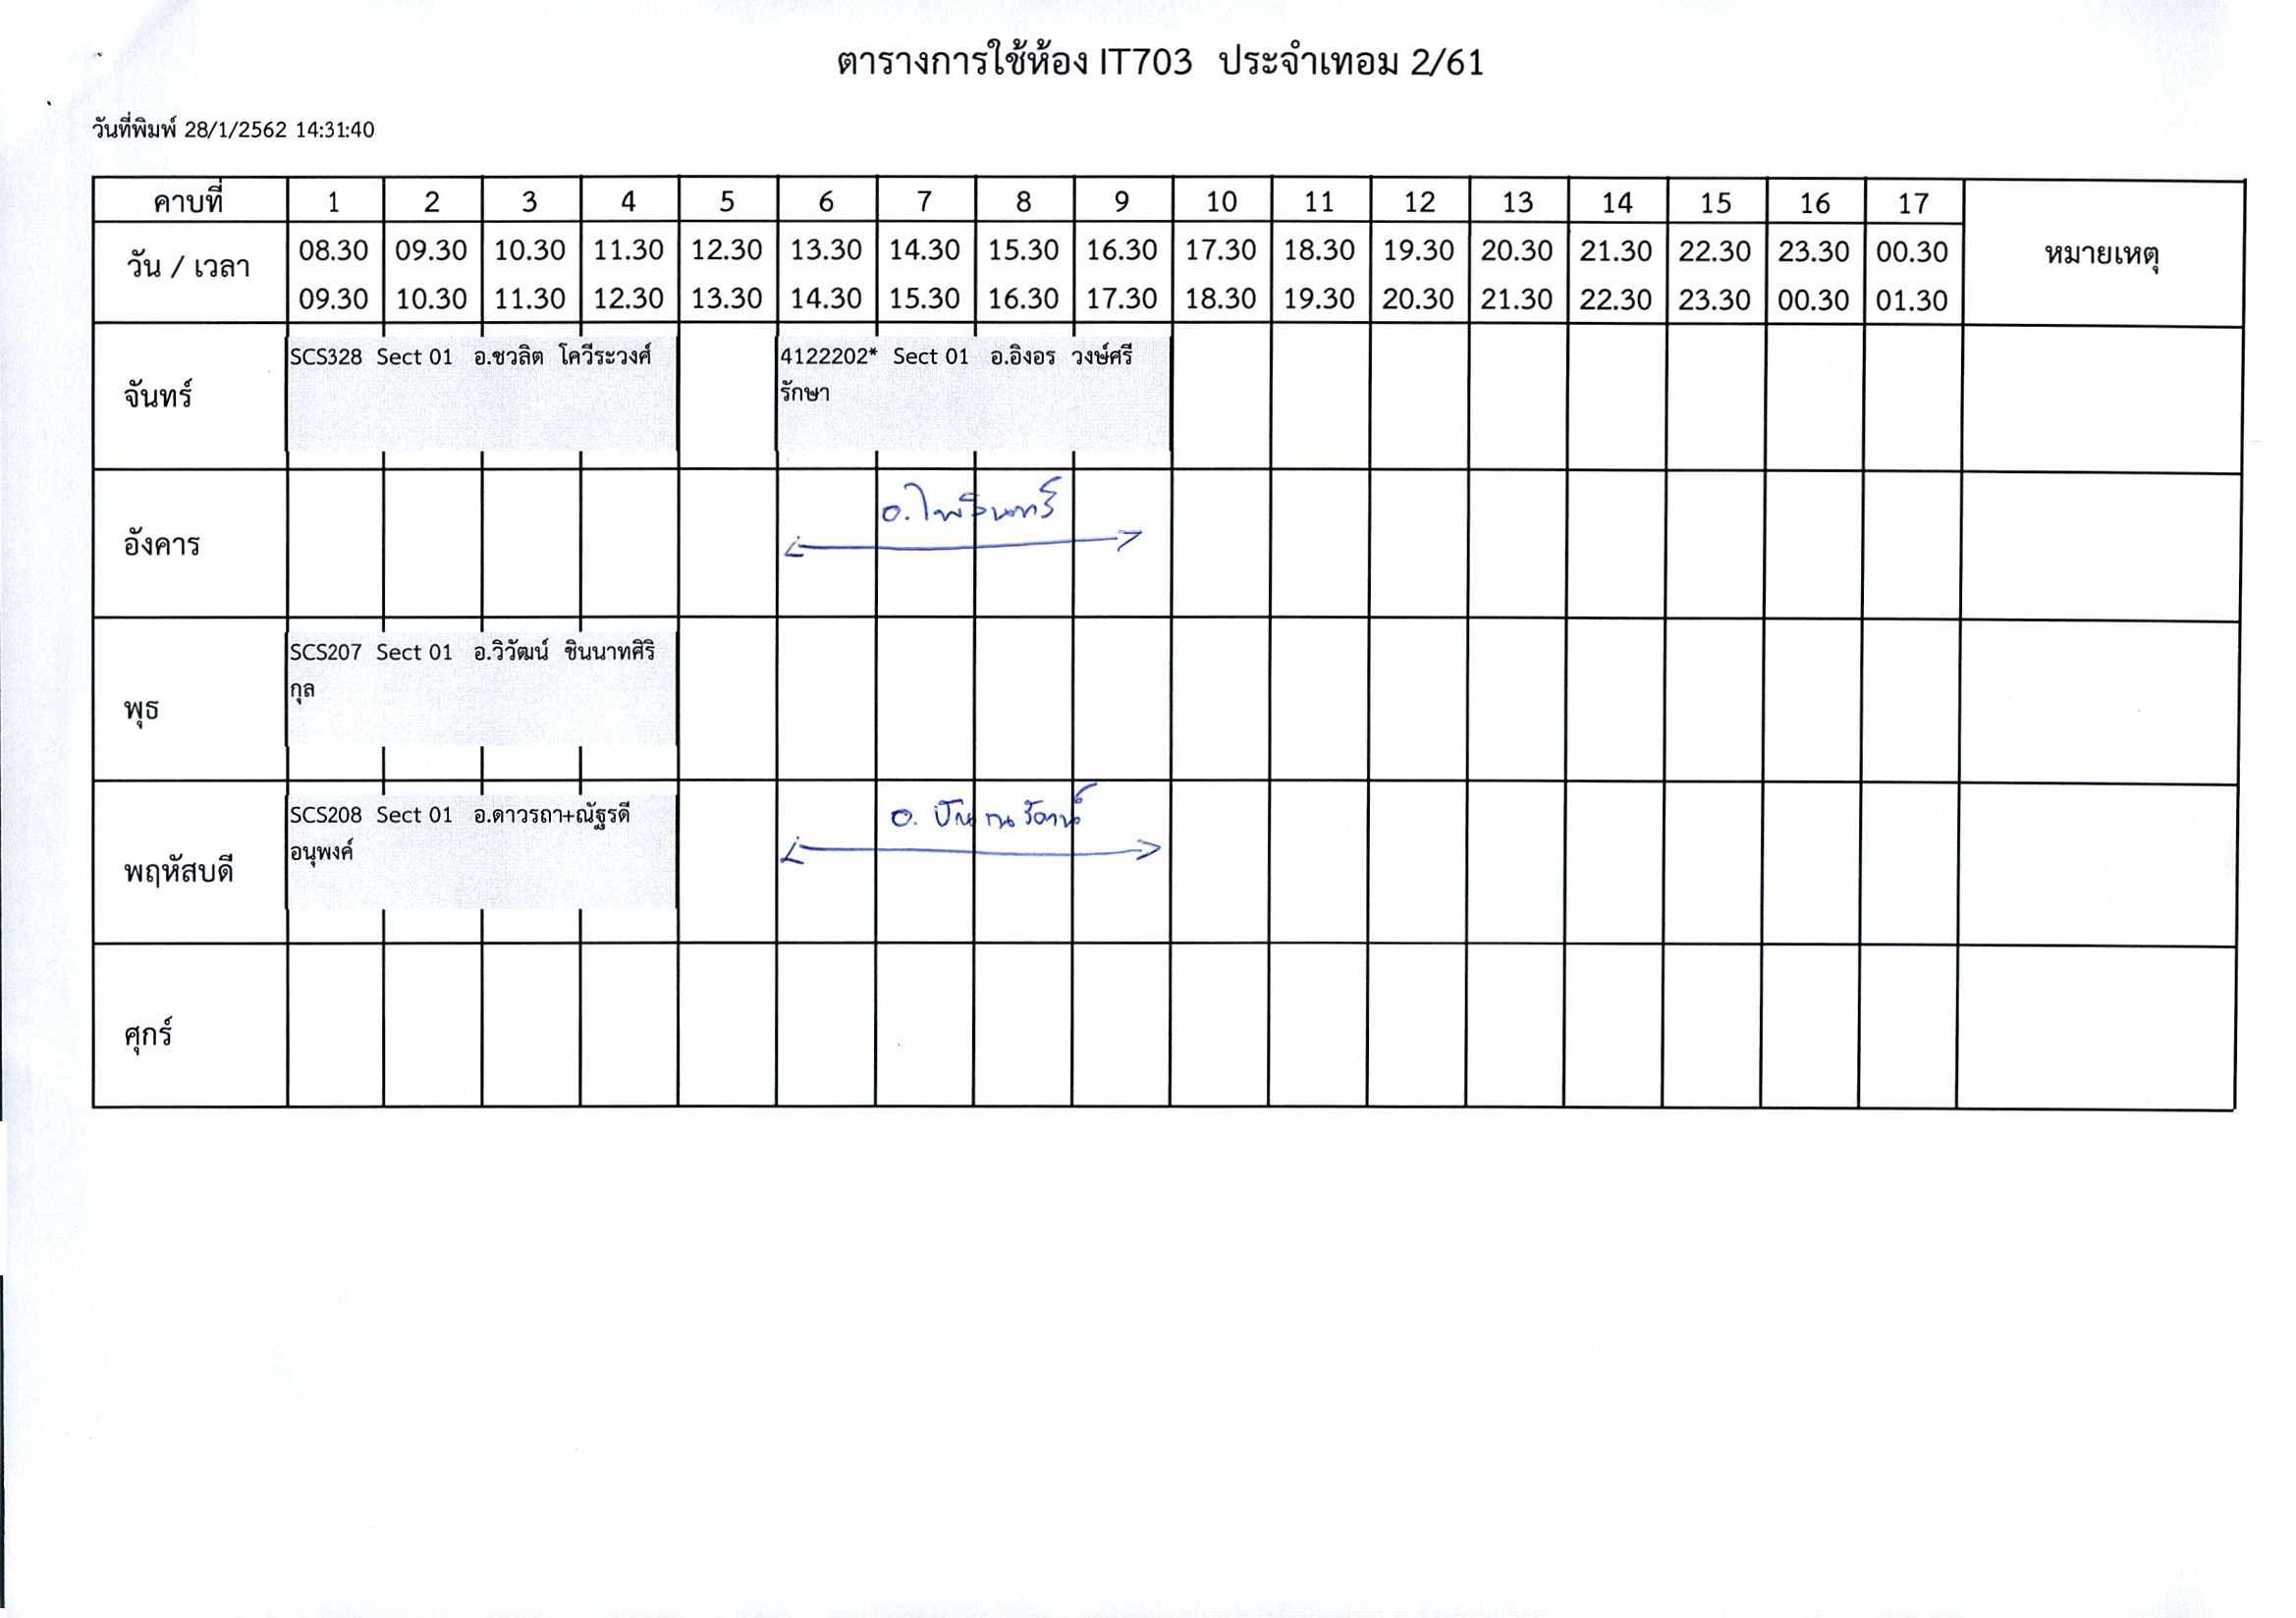 ตารางการใช้ห้อง IT703 ประจำเทอม 2/61
วันที่พิมพ์ 28/1/2562 14:31:40
คาบที่ 1 2 3 4 5 6 7 8 9 10 11 12 13 14 15 16 17
วัน / เวลา หมายเหตุ
08.30 09.30 10.30 11.30 12.30 13.30 14.30 15.30 16.30 17.30 18.30 19.30 20.30 21.30 22.30 23.30 00.30
09.30 10.30 11.30 12.30 13.30 14.30 15.30 16.30 17.30 18.30 19.30 20.30 21.30 22.30 23.30 00.30 01.30
จันทร์
SCS328 Sect 01 อ.ชวลิต โควีระวงศ์
4122202* Sect 01 อ.อิงอร วงษ์ศรี
รักษา
อังคาร
อ.ไพรินทร์
พุธ
SCS207 Sect 01 อ.วิวัฒน์ ชินนาทศิริ
กุล
พฤหัสบดี
SCS208 Sect 01 อ.ดาวรถา+ณัฐรดี
อนุพงค์
อ.
ศุกร์